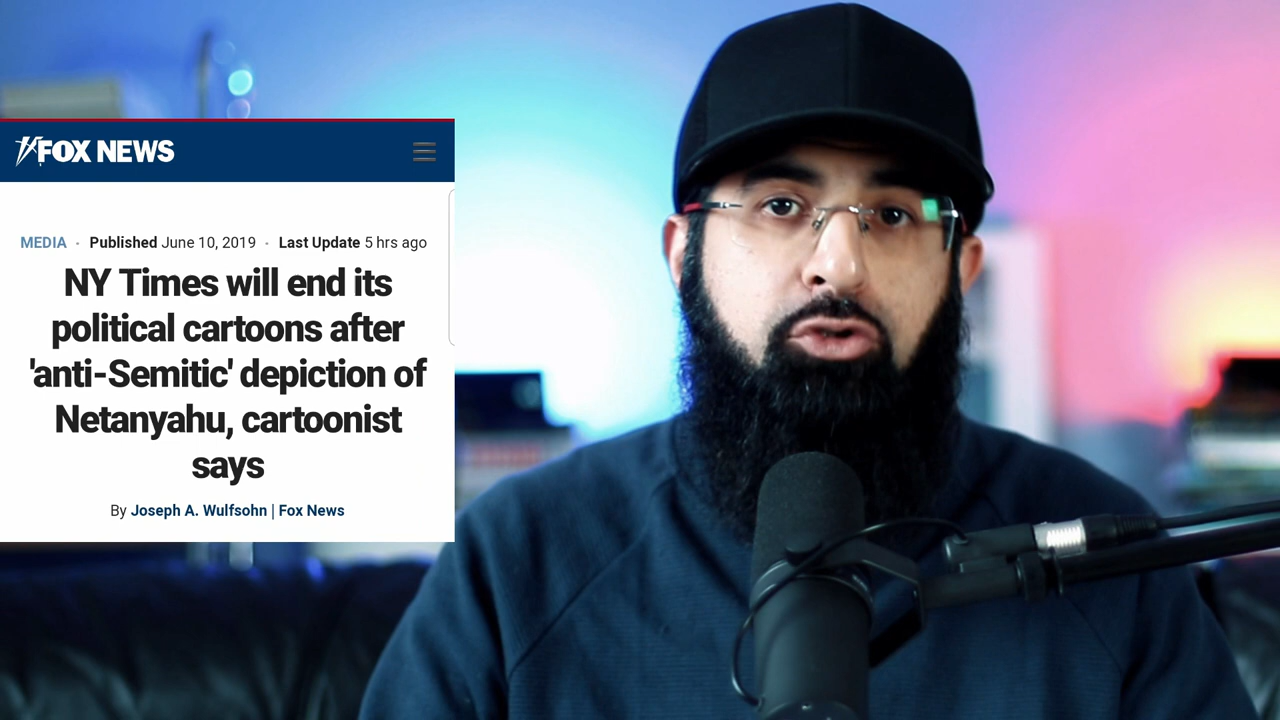 FOX NEWS
MEDIA · Published June 10, 2019 · Last Update 5 hrs ago
NY Times will end its
political cartoons after
'anti-Semitic' depiction of
Netanyahu, cartoonist
says
By Joseph A. Wulfsohn | Fox News